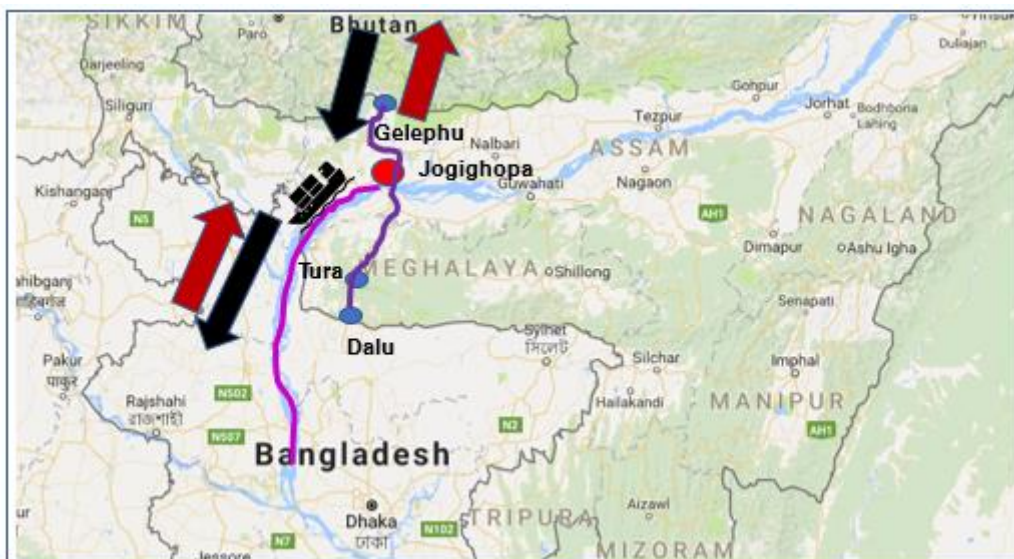 SIKKIM
Paro
Bhutan
Darjeeling
Siliguri
Duliajan
Gohpur
Jorhat
Bodhbona
Lahing
Tezpur
Gelephu
Nalbari
ASSAM
Jogighopa
Kishanganj
Guwahati
Nagaon
N5
AH1
NAGALAND
Dimapur
Ashu Igha
Tura
MEGHALAYA
Shillong
Senapati
Dalu
Sylhet
সিলেট
Pakur
পাকুড়
Silchar
Imphal
N502
Hailakandi
MANIPUR
Rajshahi
রাজশাহী
N2
AH1
N507
Bangladesh
Aizawl
Dhaka
ঢাকা
TRIPURA
N7
N102
MIZORAM
Jessore